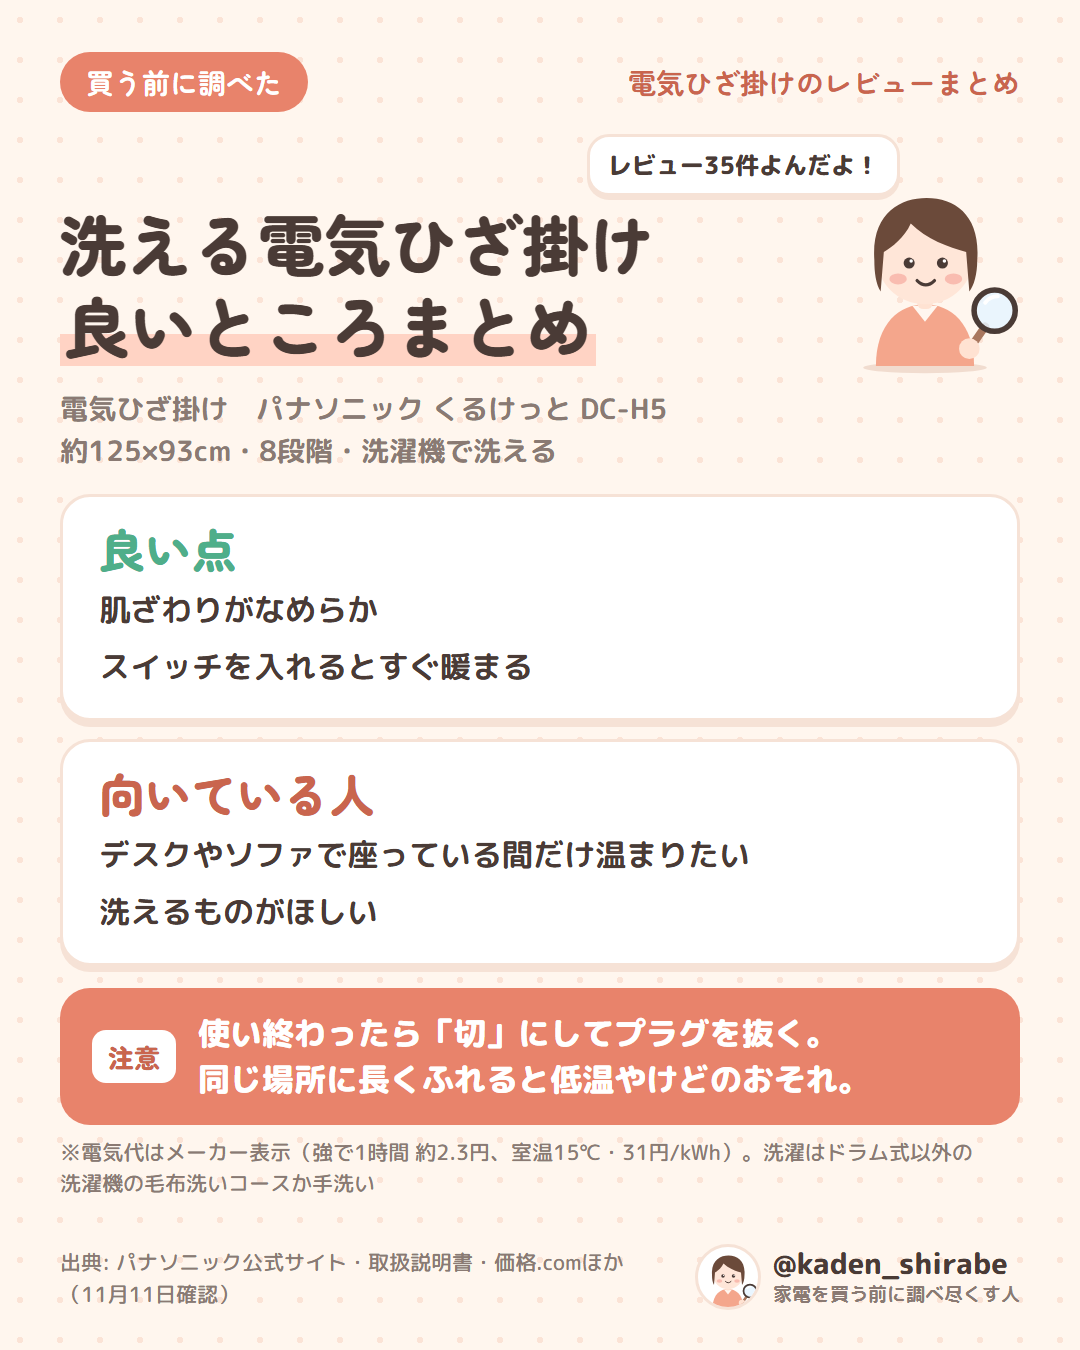 買う前に調べた
電気ひざ掛けのレビューまとめ
レビュー35件よんだよ！
洗える電気ひざ掛け
良いところまとめ
電気ひざ掛け　パナソニック くるけっと DC-H5
約125×93cm・8段階・洗濯機で洗える
良い点
肌ざわりがなめらか
スイッチを入れるとすぐ暖まる
向いている人
デスクやソファで座っている間だけ温まりたい
洗えるものがほしい
注意
使い終わったら「切」にしてプラグを抜く。
同じ場所に長くふれると低温やけどのおそれ。
※電気代はメーカー表示（強で1時間 約2.3円、室温15℃・31円/kWh）。洗濯はドラム式以外の
洗濯機の毛布洗いコースか手洗い
出典: パナソニック公式サイト・取扱説明書・価格.comほか
（11月11日確認）
@kaden_shirabe
家電を買う前に調べ尽くす人